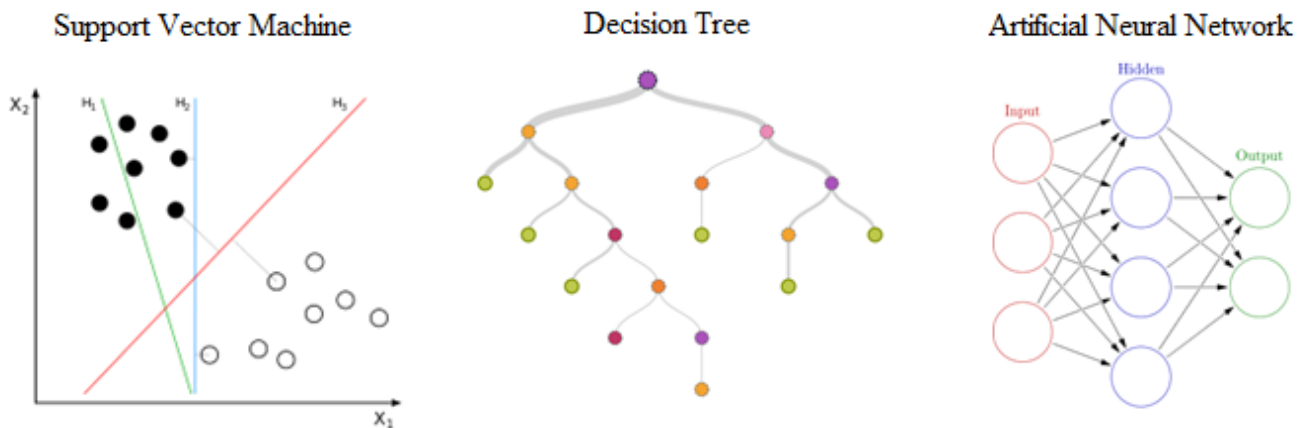 Support Vector Machine
Decision Tree
Artificial Neural Network
X₂
H₁
H₂
H₃
X₁
Hidden
Input
Output